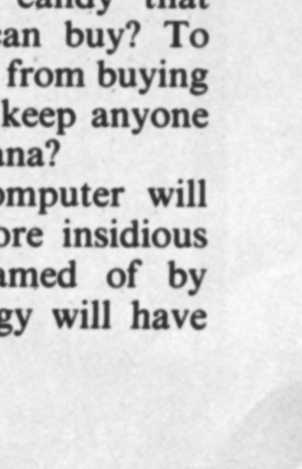 candy that
can buy? To
from buying
keep anyone
ana?
omputer will
ore insidious
amed of by
gy will have